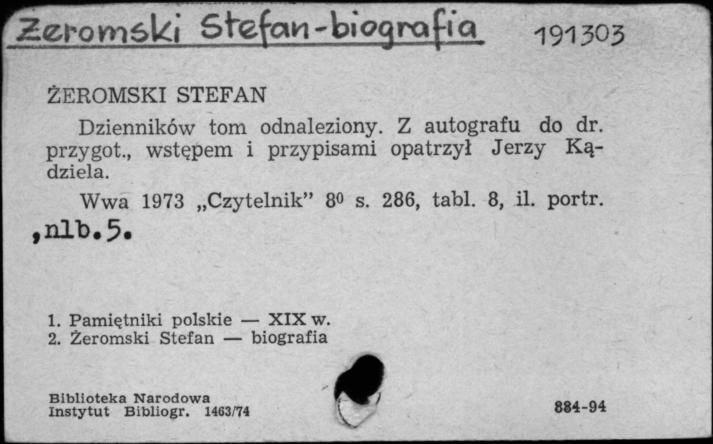 Żeromski Stefan-biografia 191303
ŻEROMSKI STEFAN
Dzienników tom odnaleziony. Z autografu do dr.
przygot., wstępem i przypisami opatrzył Jerzy Ką-
dziela.
Wwa 1973 „Czytelnik” 8⁰ s. 286, tabl. 8, il. portr.
,nlb.5.
1. Pamiętniki polskie — XIX w.
2. Żeromski Stefan — biografia
Biblioteka Narodowa
Instytut Bibliogr. 1463/74 884-94